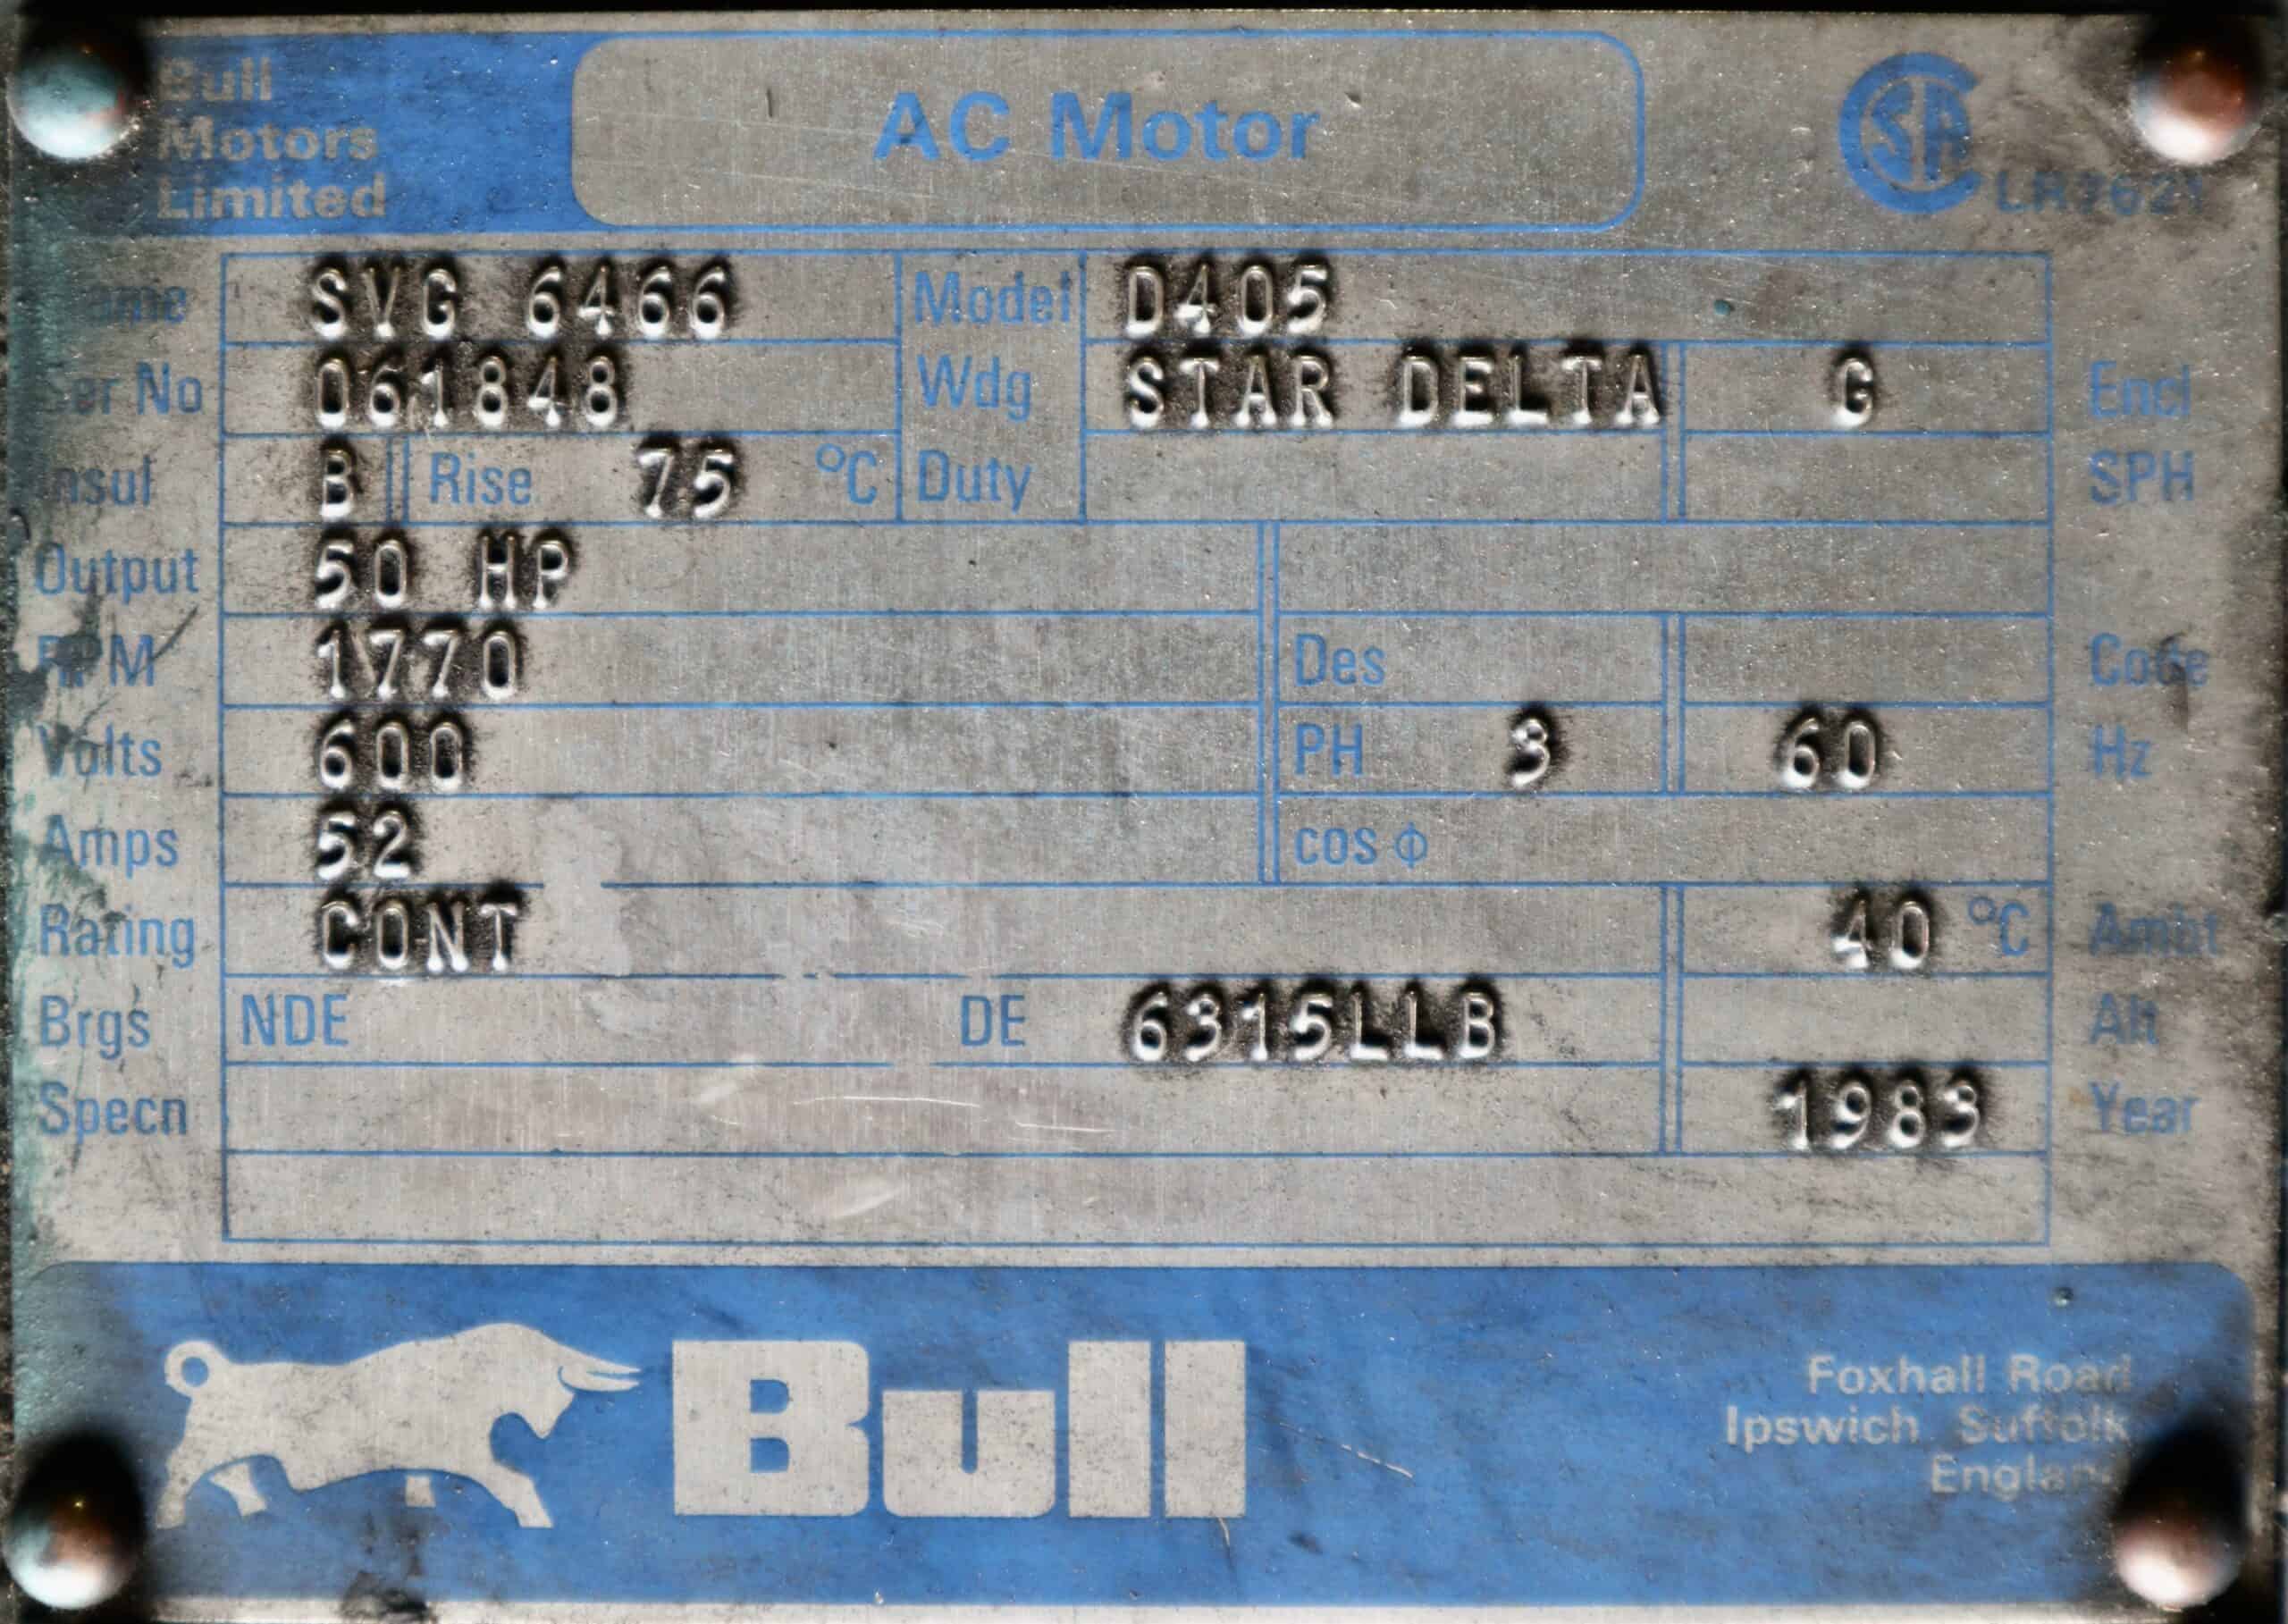 Bull
Motors
Limited
AC Motor
CSA
SVG 6466 Model D405
Ser No 061848 Wdg STAR DELTA G Encl
Insul B Rise 75 °C Duty SPH
Output 50 HP
RPM 1770 Des Code
Volts 600 PH 3 60 Hz
Amps 52 cos ϕ
Rating CONT 40 °C Ambt
Brgs NDE DE 6315LLB Alt
Specn 1983 Year
Bull
Foxhall Road
Ipswich Suffolk
England